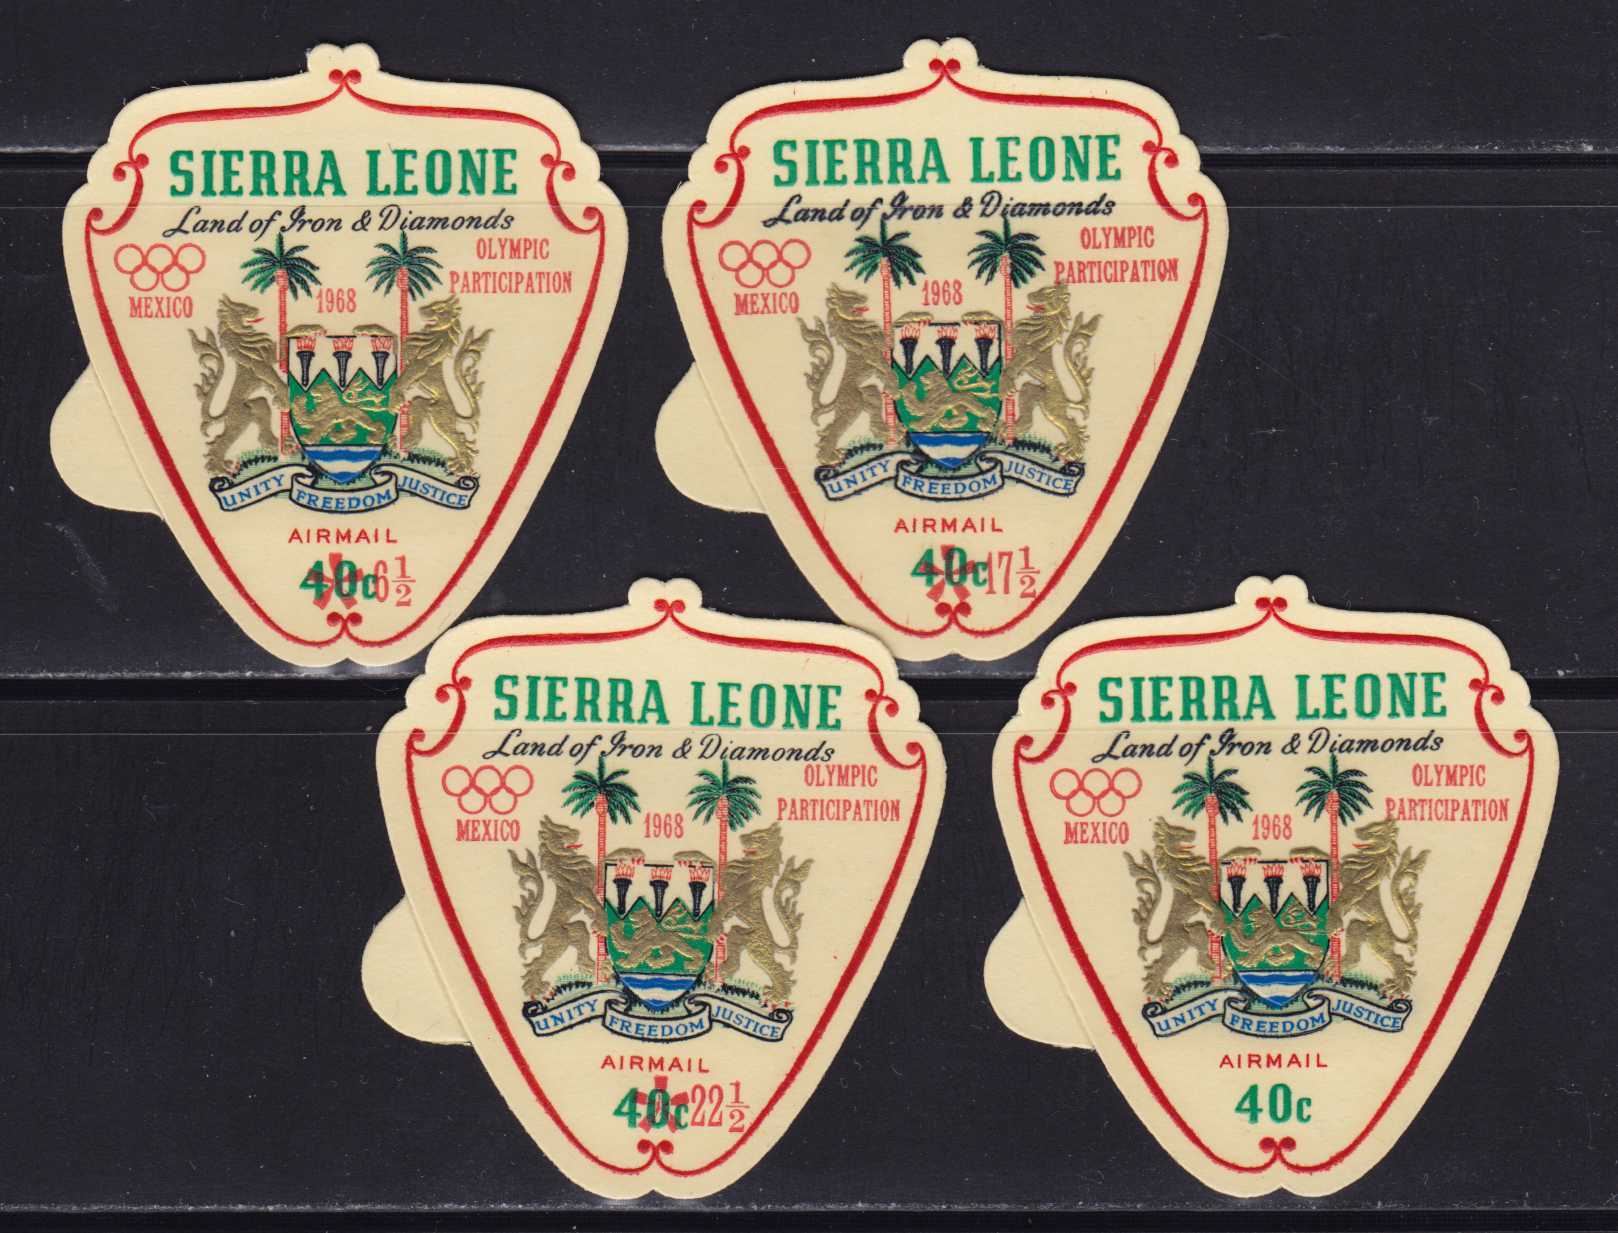 SIERRA LEONE
Land of Iron & Diamonds
OLYMPIC
PARTICIPATION
MEXICO
1968
UNITY FREEDOM JUSTICE
AIRMAIL
40c 6½
SIERRA LEONE
Land of Iron & Diamonds
OLYMPIC
PARTICIPATION
MEXICO
1968
UNITY FREEDOM JUSTICE
AIRMAIL
40c 17½
SIERRA LEONE
Land of Iron & Diamonds
OLYMPIC
PARTICIPATION
MEXICO
1968
UNITY FREEDOM JUSTICE
AIRMAIL
40c 22½
SIERRA LEONE
Land of Iron & Diamonds
OLYMPIC
PARTICIPATION
MEXICO
1968
UNITY FREEDOM JUSTICE
AIRMAIL
40c